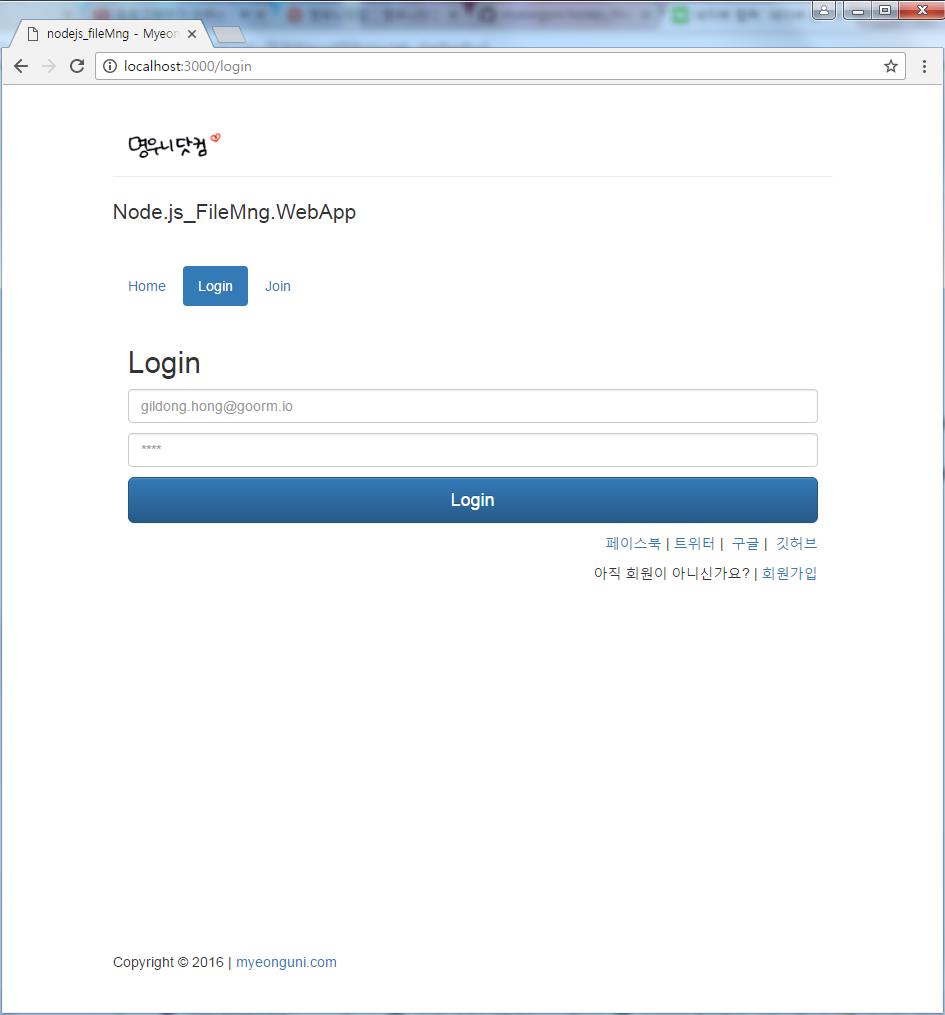 nodejs_fileMng - Myeon
localhost:3000/login
명우니닷컴
Node.js_FileMng.WebApp
Home Login Join
Login
gildong.hong@goorm.io
****
Login
페이스북 | 트위터 | 구글 | 깃허브
아직 회원이 아니신가요? | 회원가입
Copyright © 2016 | myeonguni.com